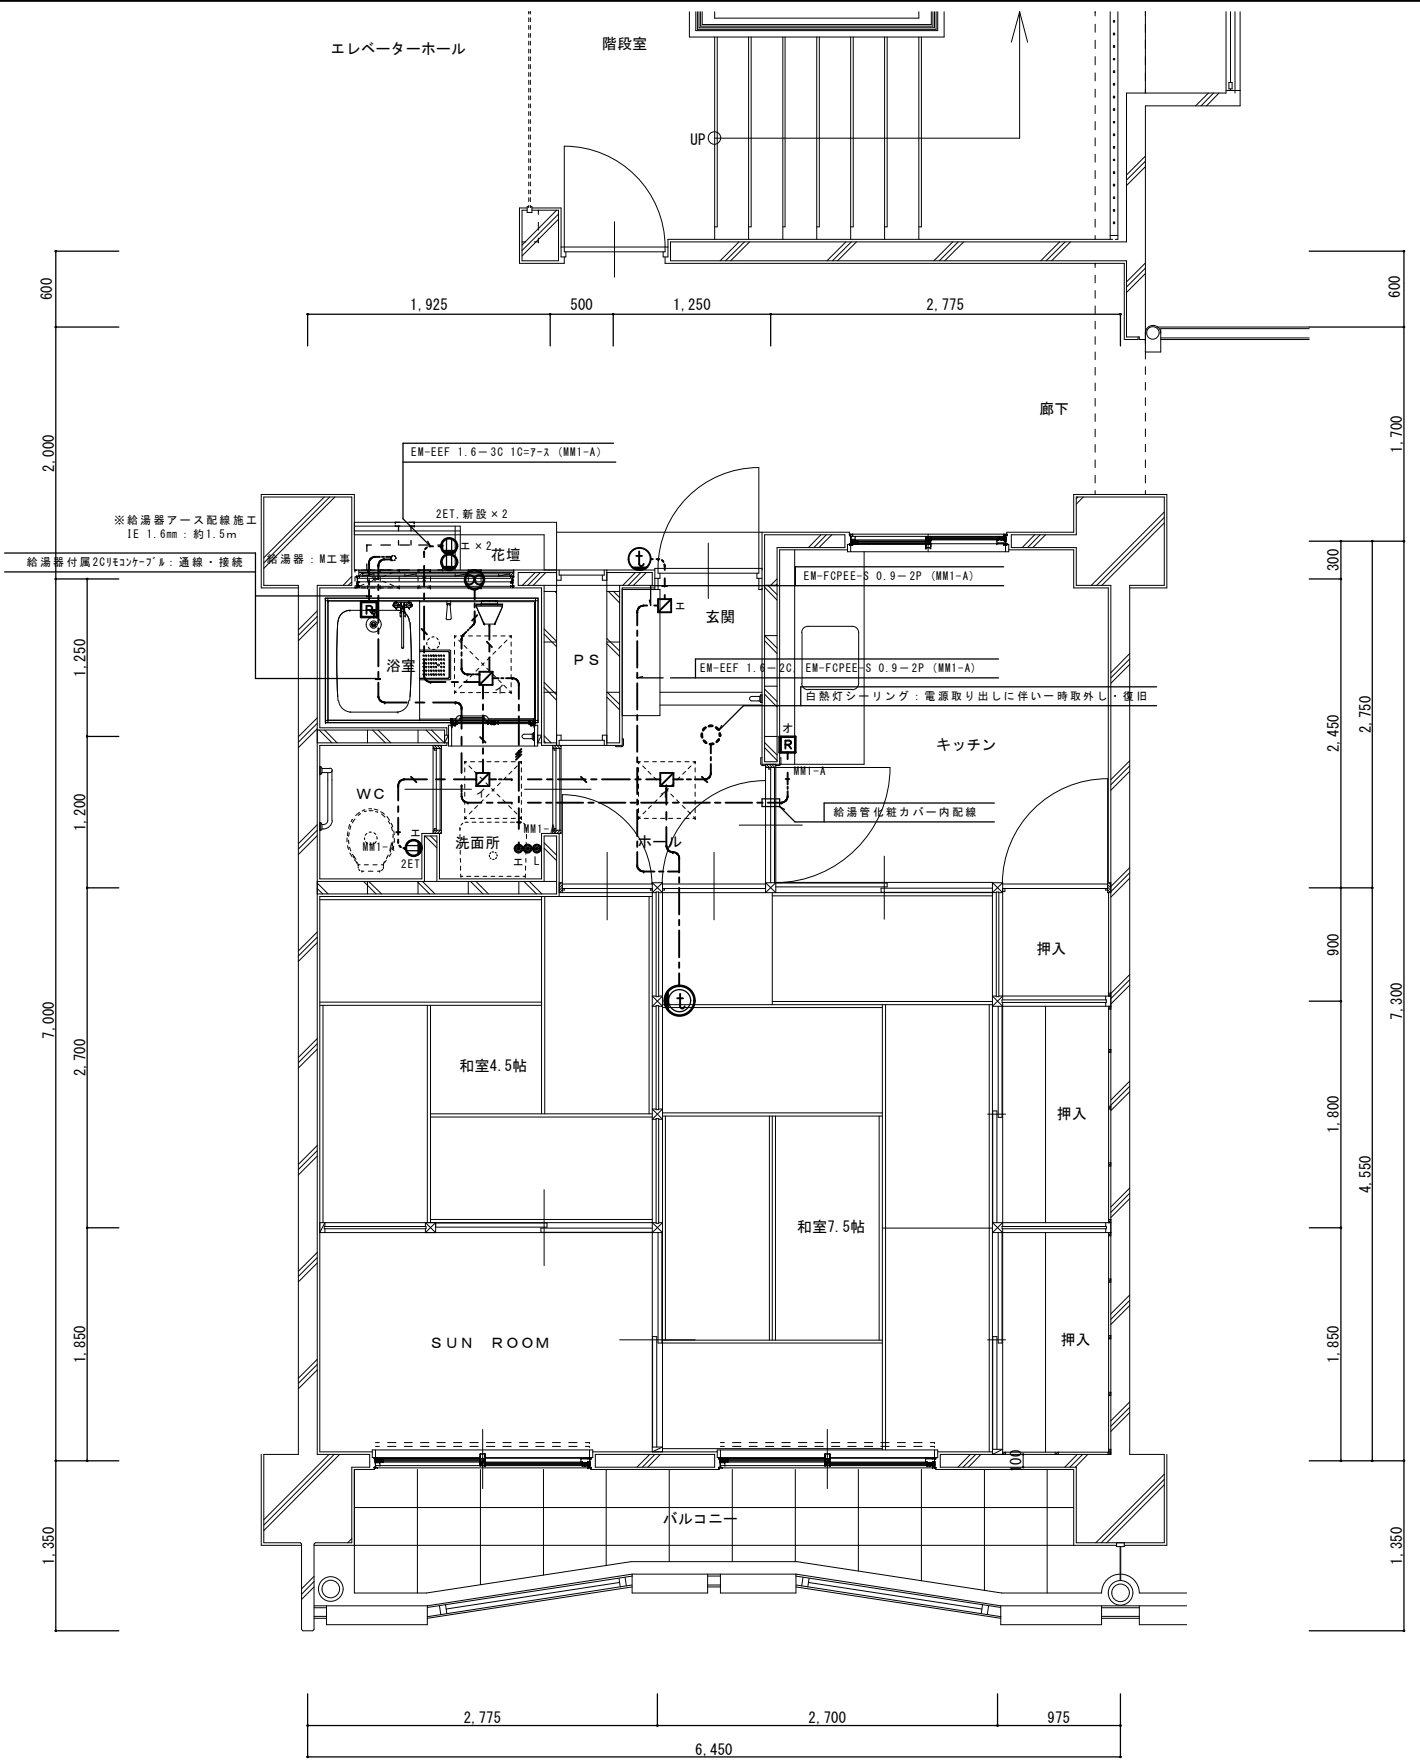 エレベーターホール
階段室
UP
600
1,925
500
1,250
2,775
600
廊下
2,000
1,700
EM-EEF 1.6－3C 1C=アース (MM1-A)
※給湯器アース配線施工
IE 1.6mm：約1.5m
2ET.新設×2
給湯器付属2Cリモコンケーブル：通線・接続
給湯器：M工事
エ×2
花壇
t
300
EM-FCPEE-S 0.9－2P (MM1-A)
R
エ
玄関
1,250
浴室
PS
EM-EEF 1.6－2C, EM-FCPEE-S 0.9－2P (MM1-A)
イ
白熱灯シーリング：電源取り出しに伴い一時取外し・復旧
2,450
2,750
オ
R
キッチン
MM1-A
WC
イ
1,200
給湯管化粧カバー内配線
エ
MM1-A
2ET
洗面所
MM1-A
エ L
ホール
押入
900
t
7,000
2,700
7,300
和室4.5帖
押入
1,800
4,550
和室7.5帖
SUN ROOM
押入
1,850
1,850
100
バルコニー
1,350
1,350
2,775
2,700
975
6,450